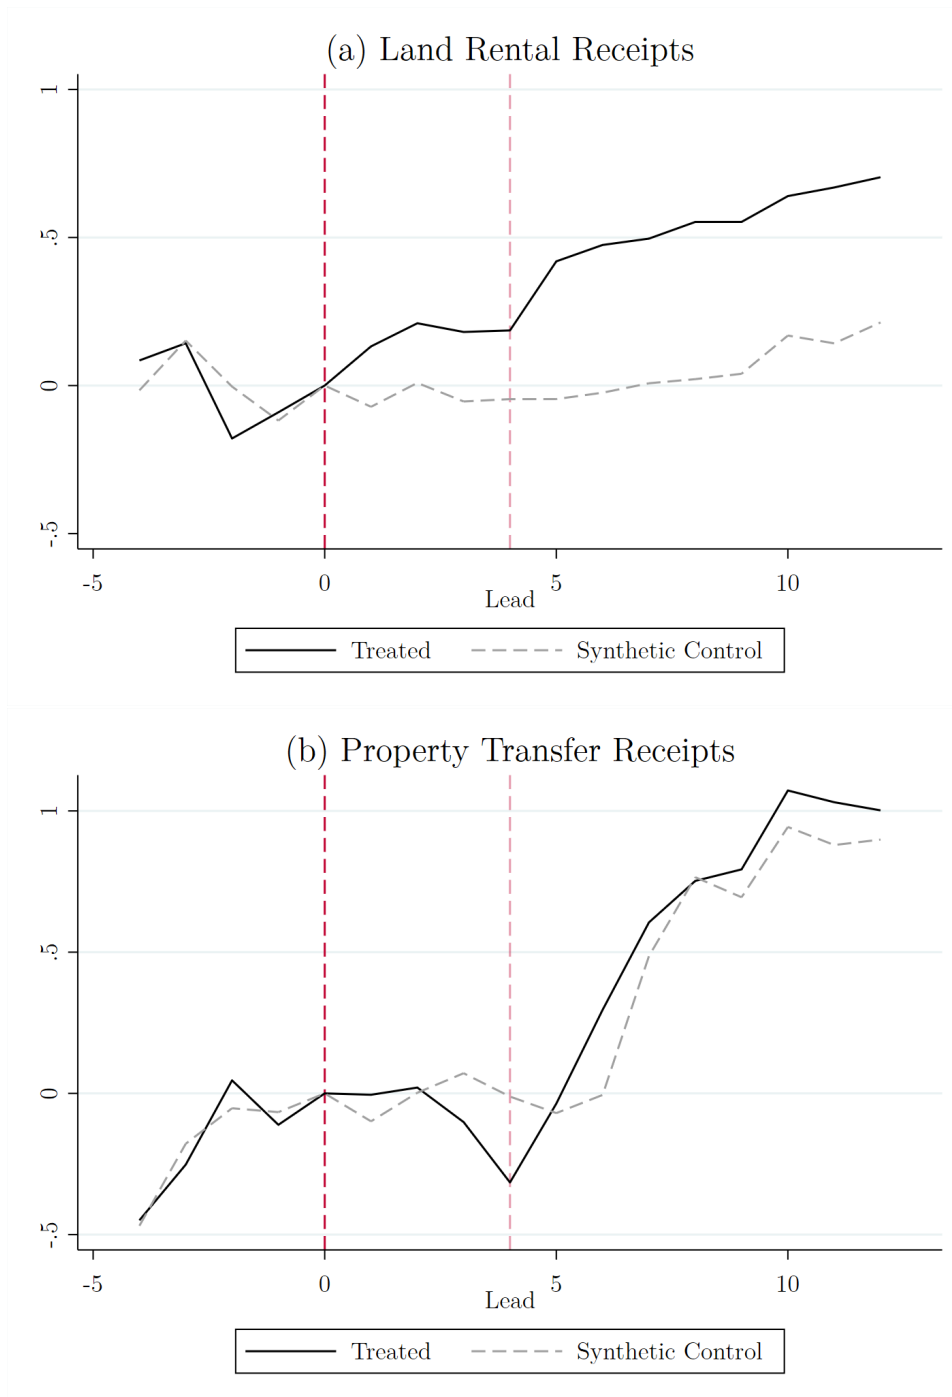 (a) Land Rental Receipts
1
.5
0
-.5
-5 0 5 10
Lead
Treated Synthetic Control
(b) Property Transfer Receipts
1
.5
0
-.5
-5 0 5 10
Lead
Treated Synthetic Control